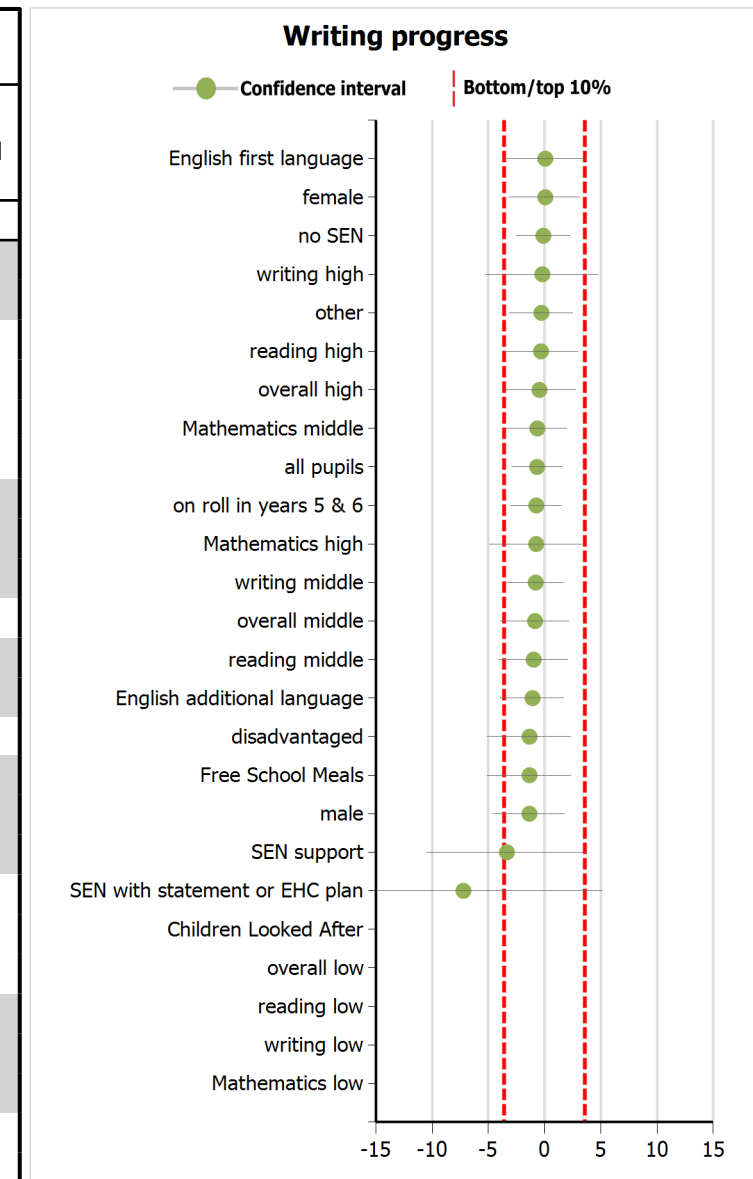 Writing progress
Confidence interval Bottom/top 10%
English first language
female
no SEN
writing high
other
reading high
overall high
Mathematics middle
all pupils
on roll in years 5 & 6
Mathematics high
writing middle
overall middle
reading middle
English additional language
disadvantaged
Free School Meals
male
SEN support
SEN with statement or EHC plan
Children Looked After
overall low
reading low
writing low
Mathematics low
-15 -10 -5 0 5 10 15